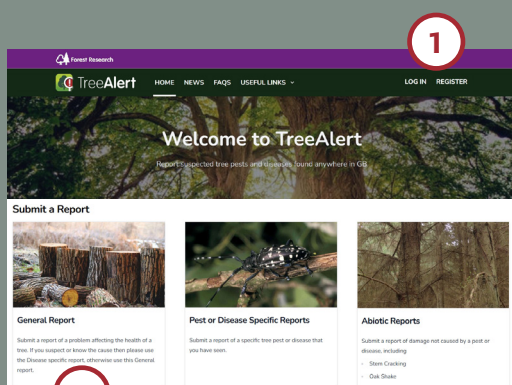 1
Forest Research
TreeAlert HOME NEWS FAQS USEFUL LINKS LOG IN REGISTER
Welcome to TreeAlert
Report suspected tree pests and diseases found anywhere in GB
Submit a Report
General Report
Submit a report of a problem affecting the health of a
tree. If you suspect or know the cause then please use
the Disease specific report, otherwise use this General
report.
Pest or Disease Specific Reports
Submit a report of a specific tree pest or disease that
you have seen.
Abiotic Reports
Submit a report of damage not caused by a pest or
disease, including:
- Stem Cracking
- Oak Shake